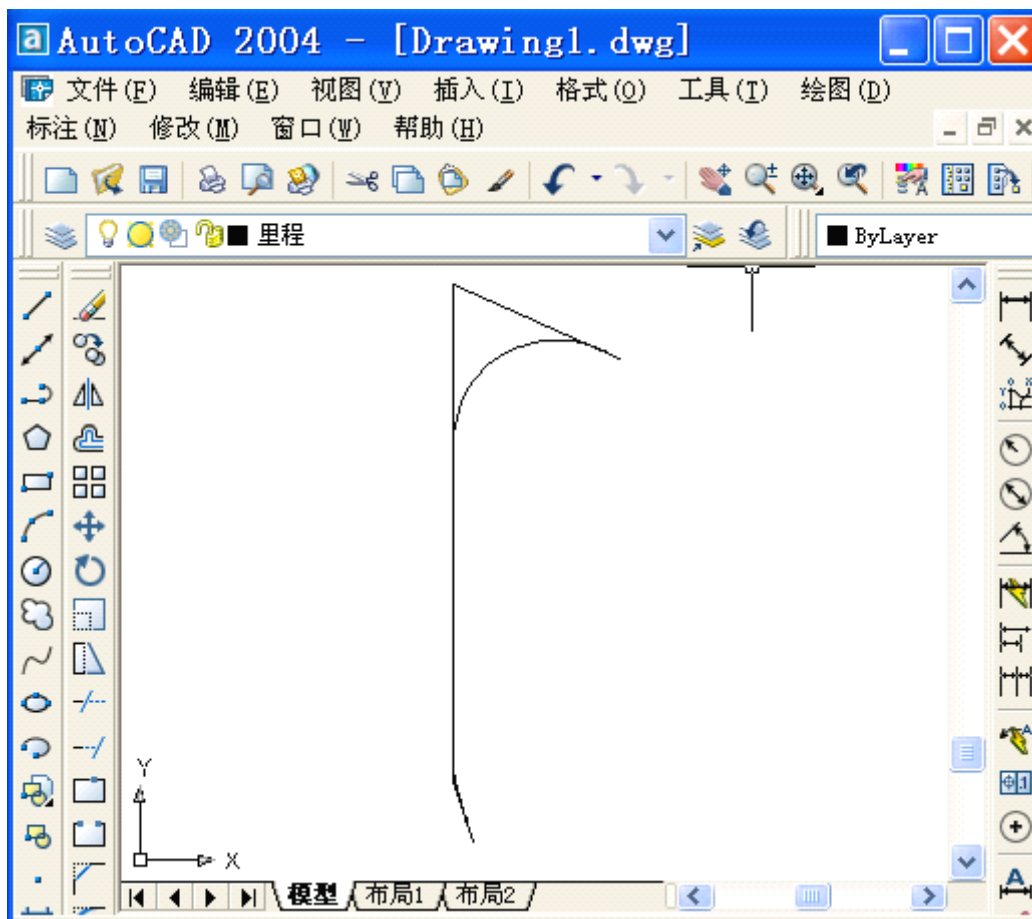 AutoCAD 2004 - [Drawing1.dwg]
文件(F) 编辑(E) 视图(V) 插入(I) 格式(O) 工具(T) 绘图(D)
标注(N) 修改(M) 窗口(W) 帮助(H)
里程 ByLayer
Y
X
模型 布局1 布局2